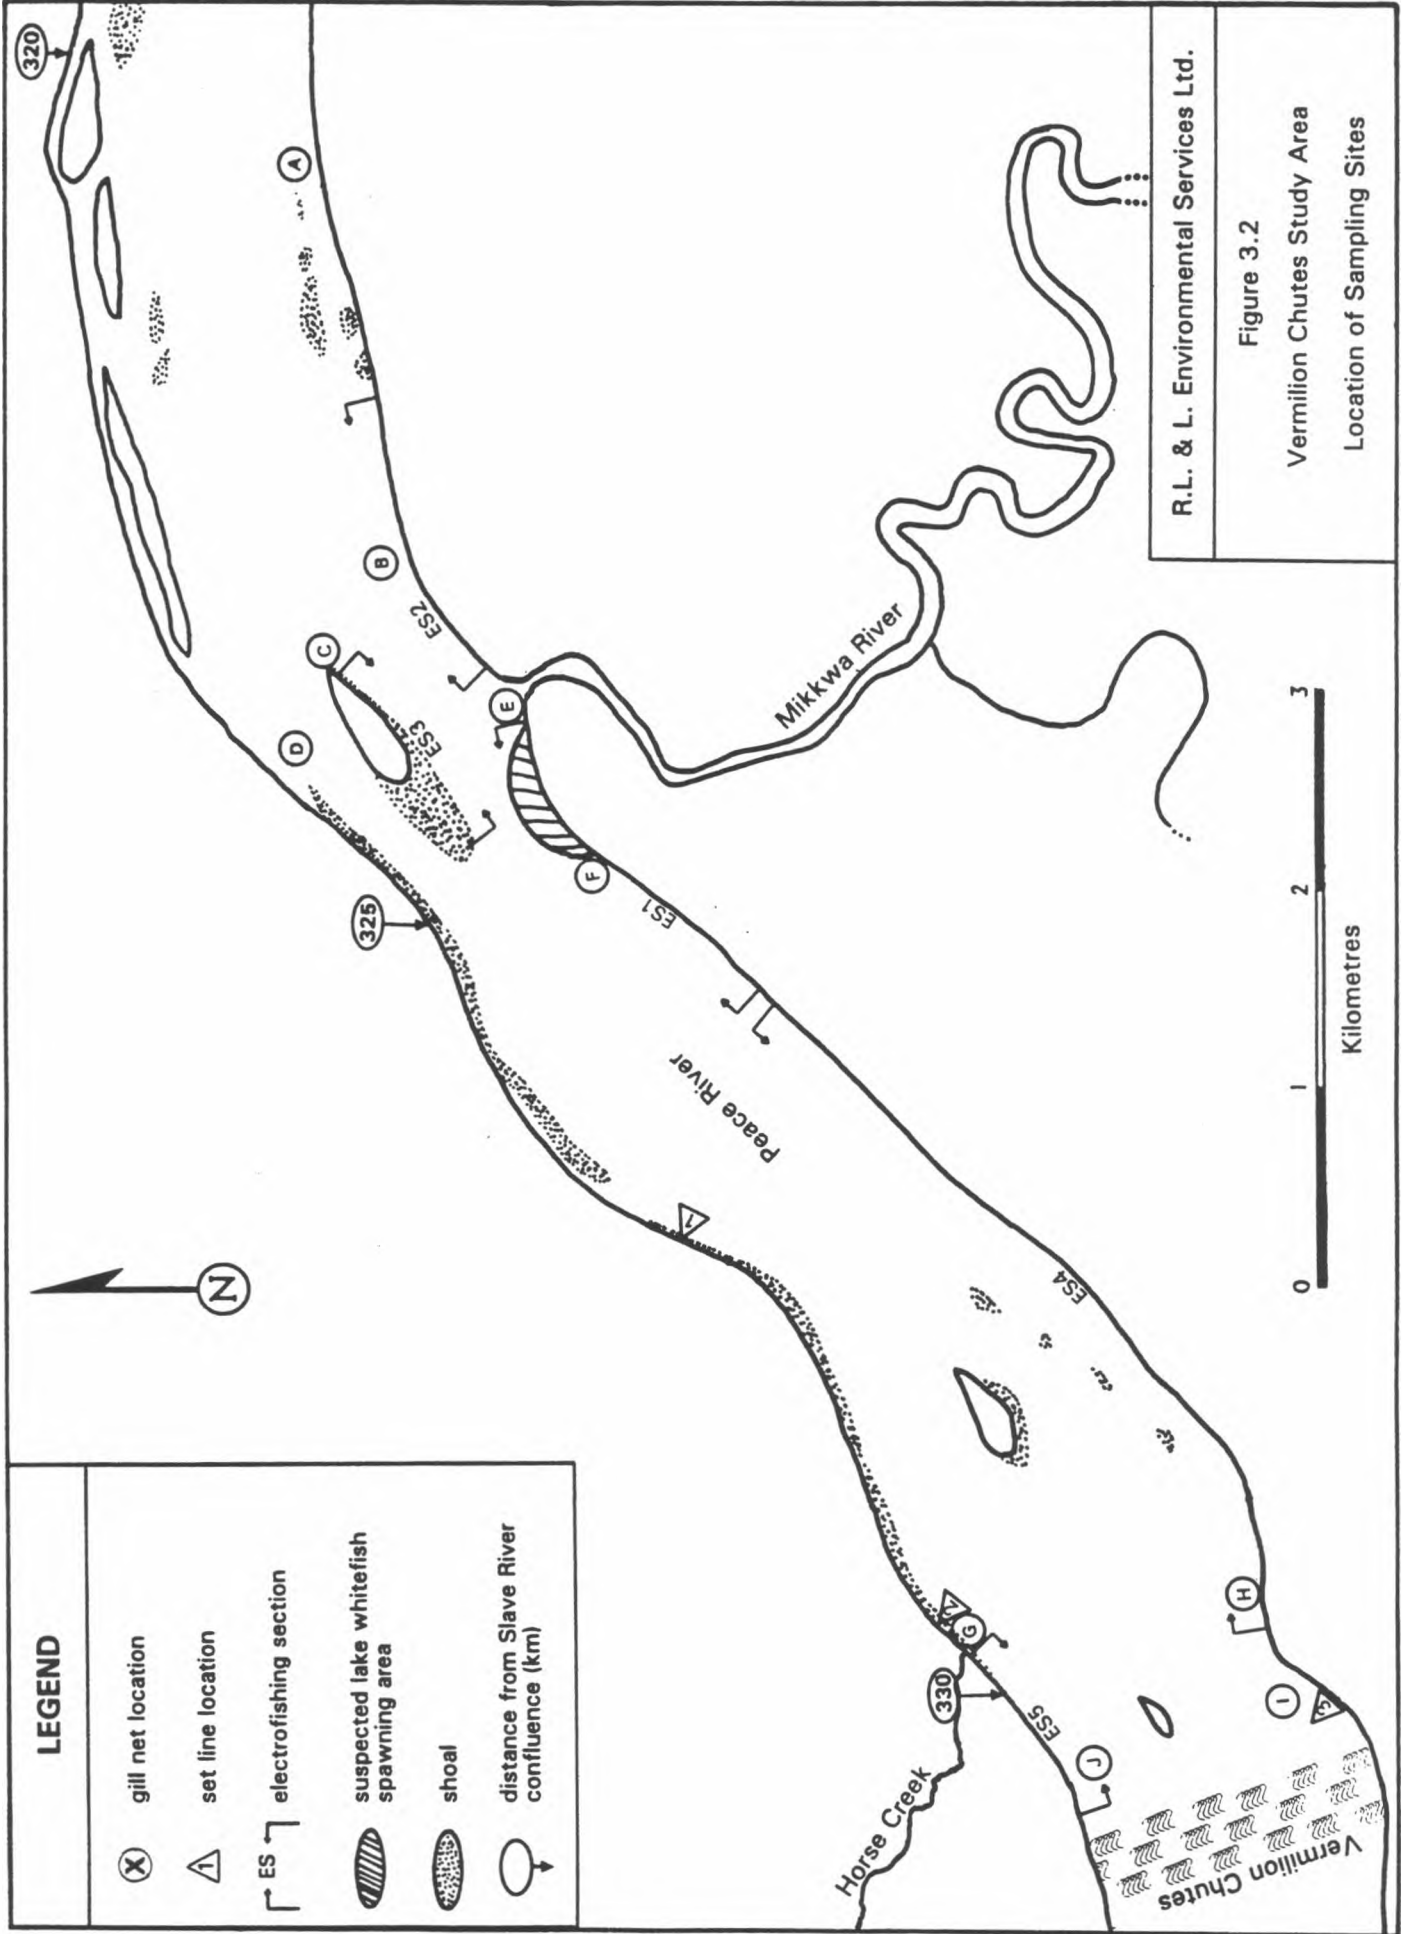 LEGEND
X gill net location
1 set line location
ES electrofishing section
suspected lake whitefish
spawning area
shoal
distance from Slave River
confluence (km)
N
320
325
330
A
B
C
D
E
F
G
H
I
J
1
2
3
ES1
ES2
ES3
ES4
ES5
Peace River
Mikkwa River
Horse Creek
Vermilion Chutes
0 1 2 3
Kilometres
R.L. & L. Environmental Services Ltd.
Figure 3.2
Vermilion Chutes Study Area
Location of Sampling Sites